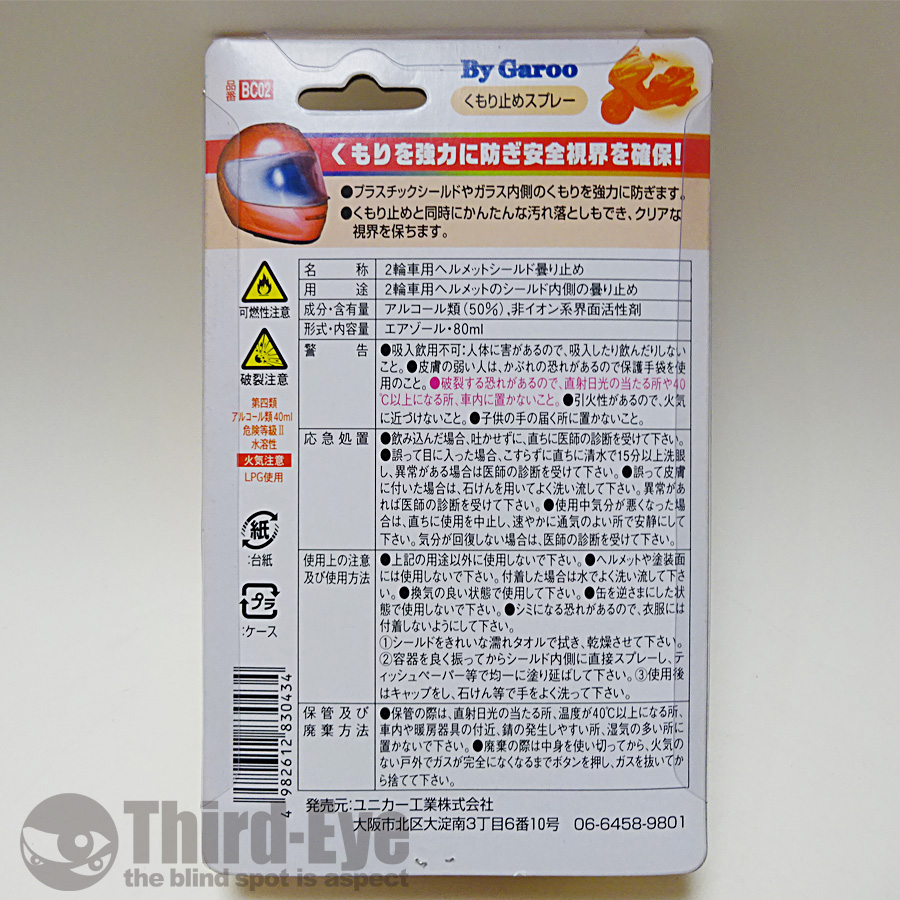 By Garoo
品番 BC02
くもり止めスプレー
くもりを強力に防ぎ安全視界を確保!
●プラスチックシールドやガラス内側のくもりを強力に防ぎます。
●くもり止めと同時にかんたんな汚れ落としもでき、クリアな
視界を保ちます。
可燃性注意
破裂注意
第四類
アルコール類40ml
危険等級Ⅱ
水溶性
火気注意
LPG使用
紙
:台紙
プラ
:ケース
4 982612 830434
名称 2輪車用ヘルメットシールド曇り止め
用途 2輪車用ヘルメットのシールド内側の曇り止め
成分・含有量 アルコール類(50%),非イオン系界面活性剤
形式・内容量 エアゾール・80ml
警告 ●吸入飲用不可:人体に害があるので、吸入したり飲んだりしない
こと。●皮膚の弱い人は、かぶれの恐れがあるので保護手袋を使
用のこと。●破裂する恐れがあるので、直射日光の当たる所や40
℃以上になる所、車内に置かないこと。●引火性があるので、火気
に近づけないこと。●子供の手の届く所に置かないこと。
応急処置 ●飲み込んだ場合、吐かせずに、直ちに医師の診断を受けて下さい。
●誤って目に入った場合、こすらずに直ちに清水で15分以上洗眼
し、異常がある場合は医師の診断を受けて下さい。●誤って皮膚
に付いた場合は、石けんを用いてよく洗い流して下さい。異常があ
れば医師の診断を受けて下さい。●使用中気分が悪くなった場
合は、直ちに使用を中止し、速やかに通気のよい所で安静にして
下さい。気分が回復しない場合は、医師の診断を受けて下さい。
使用上の注意
及び使用方法
●上記の用途以外に使用しないで下さい。●ヘルメットや塗装面
には使用しないで下さい。付着した場合は水でよく洗い流して下さ
い。●換気の良い状態で使用して下さい。●缶を逆さまにした状
態で使用しないで下さい。●シミになる恐れがあるので、衣服には
付着しないようにして下さい。
①シールドをきれいな濡れタオルで拭き、乾燥させて下さい。
②容器を良く振ってからシールド内側に直接スプレーし、ティ
ッシュペーパー等で均一に塗り延ばして下さい。③使用後
はキャップをし、石けん等で手をよく洗って下さい。
保管及び
廃棄方法
●保管の際は、直射日光の当たる所、温度が40℃以上になる所、
車内や暖房器具の付近、錆の発生しやすい所、湿気の多い所に
置かないで下さい。●廃棄の際は中身を使い切ってから、火気の
ない戸外でガスが完全になくなるまでボタンを押し、ガスを抜いてか
ら捨てて下さい。
発売元:ユニカー工業株式会社
大阪市北区大淀南3丁目6番10号 06-6458-9801
Third-Eye
the blind spot is aspect